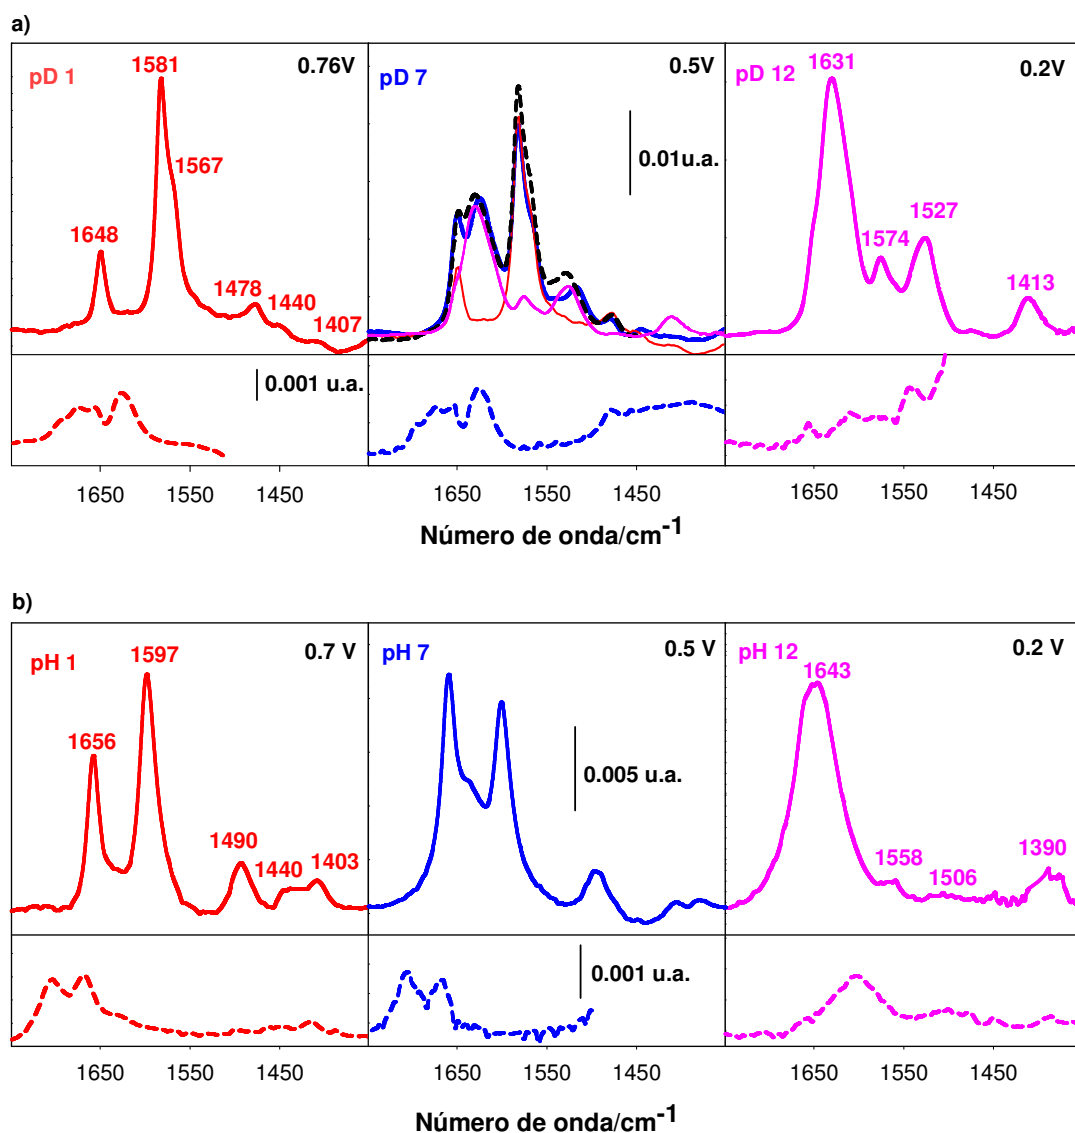 a)
pD 1
1581
0.76V
1567
1648
1478
1440
1407
pD 7
0.5V
0.01u.a.
pD 12
1631
0.2V
1574
1527
1413
0.001 u.a.
1650 1550 1450
1650 1550 1450
1650 1550 1450
Número de onda/cm-1
b)
pH 1
1597
0.7 V
1656
1490
1440
1403
pH 7
0.5 V
0.005 u.a.
pH 12
1643
0.2 V
1558
1506
1390
0.001 u.a.
1650 1550 1450
1650 1550 1450
1650 1550 1450
Número de onda/cm-1